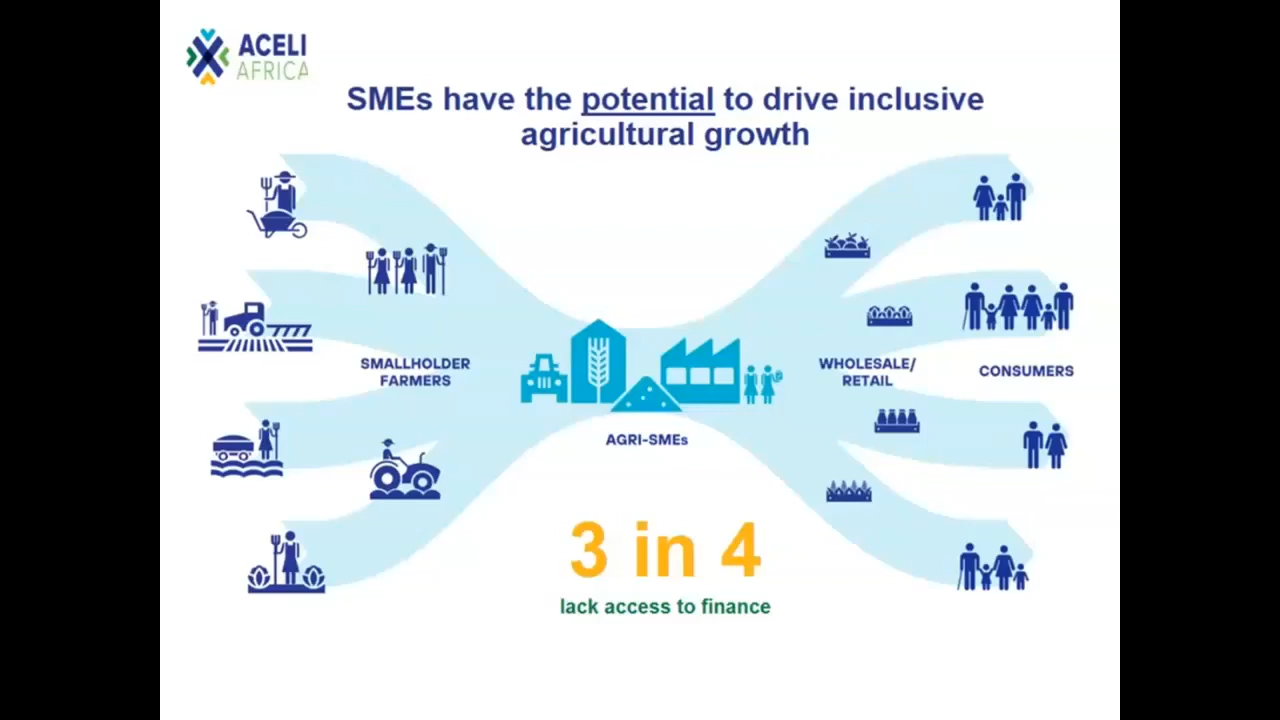 ACELI
AFRICA
SMEs have the potential to drive inclusive
agricultural growth
SMALLHOLDER
FARMERS
AGRI-SMEs
WHOLESALE/
RETAIL
CONSUMERS
3 in 4
lack access to finance